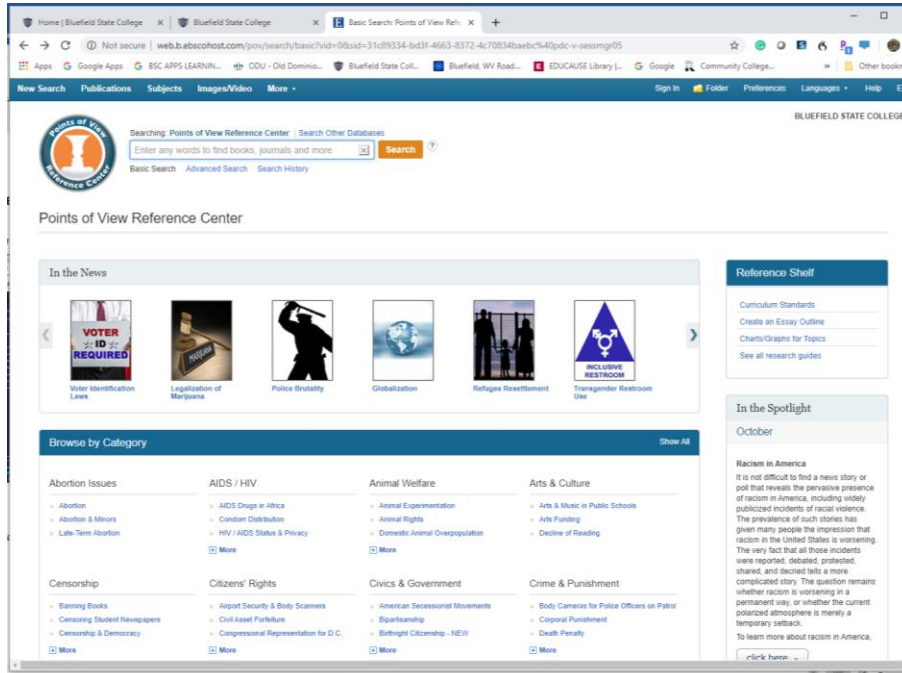 Home | Bluefield State College
Bluefield State College
Basic Search: Points of View Refe
Not secure | web.b.ebscohost.com/pov/search/basic?vid=0&sid=31c89334-bd3f-4663-8372-4c70834baebc%40pdc-v-sessmgr05
Apps Google Apps BSC APPS LEARNIN... ODU - Old Dominio... Bluefield State Coll... Bluefield, WV Road... EDUCAUSE Library |... Google Community College... » Other bookm
New Search Publications Subjects Images/Video More Sign In Folder Preferences Languages Help E
BLUEFIELD STATE COLLEGE
Points of View
Reference Center
Searching: Points of View Reference Center | Search Other Databases
Enter any words to find books, journals and more Search ?
Basic Search Advanced Search Search History
Points of View Reference Center
In the News
VOTER
ID
REQUIRED
MARIJUANA
INCLUSIVE
RESTROOM
Voter Identification
Laws
Legalization of
Marijuana
Police Brutality
Globalization
Refugee Resettlement
Transgender Restroom
Use
Reference Shelf
Curriculum Standards
Create an Essay Outline
Charts/Graphs for Topics
See all research guides
Browse by Category Show All
Abortion Issues
Abortion
Abortion & Minors
Late-Term Abortion
AIDS / HIV
AIDS Drugs in Africa
Condom Distribution
HIV / AIDS Status & Privacy
More
Animal Welfare
Animal Experimentation
Animal Rights
Domestic Animal Overpopulation
More
Arts & Culture
Arts & Music in Public Schools
Arts Funding
Decline of Reading
Censorship
Banning Books
Censoring Student Newspapers
Censorship & Democracy
More
Citizens' Rights
Airport Security & Body Scanners
Civil Asset Forfeiture
Congressional Representation for D.C.
More
Civics & Government
American Secessionist Movements
Bipartisanship
Birthright Citizenship - NEW
More
Crime & Punishment
Body Cameras for Police Officers on Patrol
Corporal Punishment
Death Penalty
More
In the Spotlight
October
Racism in America
It is not difficult to find a news story or
poll that reveals the pervasive presence
of racism in America, including widely
publicized incidents of racial violence.
The prevalence of such stories has
given many people the impression that
racism in the United States is worsening.
The very fact that all those incidents
were reported, debated, protested,
shared, and decried tells a more
complicated story. The question remains
whether racism is worsening in a
permanent way, or whether the current
polarized atmosphere is merely a
temporary setback.
To learn more about racism in America,
click here